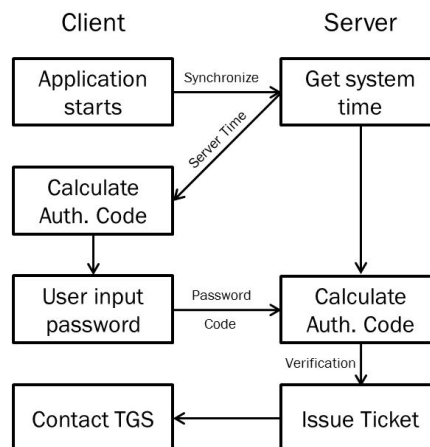 Client
Server
Application
starts
Synchronize
Get system
time
Server Time
Calculate
Auth. Code
User input
password
Password
Code
Calculate
Auth. Code
Verification
Contact TGS
Issue Ticket